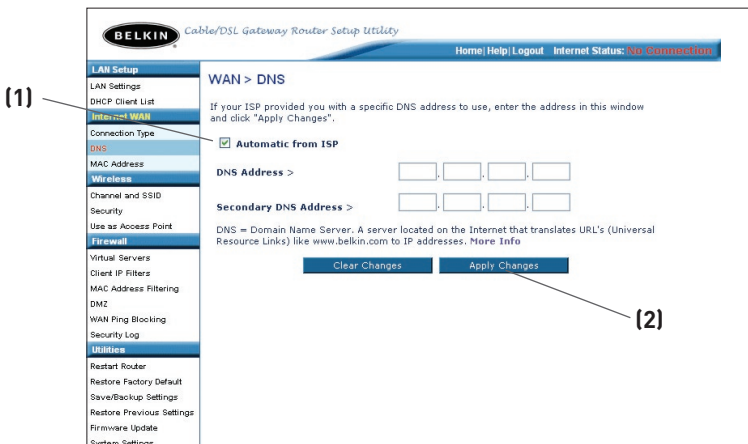 BELKIN
Cable/DSL Gateway Router Setup Utility
Home|Help|Logout Internet Status: No Connection
LAN Setup
LAN Settings
DHCP Client List
Internet WAN
Connection Type
DNS
MAC Address
Wireless
Channel and SSID
Security
Use as Access Point
Firewall
Virtual Servers
Client IP Filters
MAC Address Filtering
DMZ
WAN Ping Blocking
Security Log
Utilities
Restart Router
Restore Factory Default
Save/Backup Settings
Restore Previous Settings
Firmware Update
System Settings
WAN > DNS
If your ISP provided you with a specific DNS address to use, enter the address in this window
and click "Apply Changes".
(1)
Automatic from ISP
DNS Address >
. . .
Secondary DNS Address >
. . .
DNS = Domain Name Server. A server located on the Internet that translates URL's (Universal
Resource Links) like www.belkin.com to IP addresses. More Info
Clear Changes Apply Changes
(2)